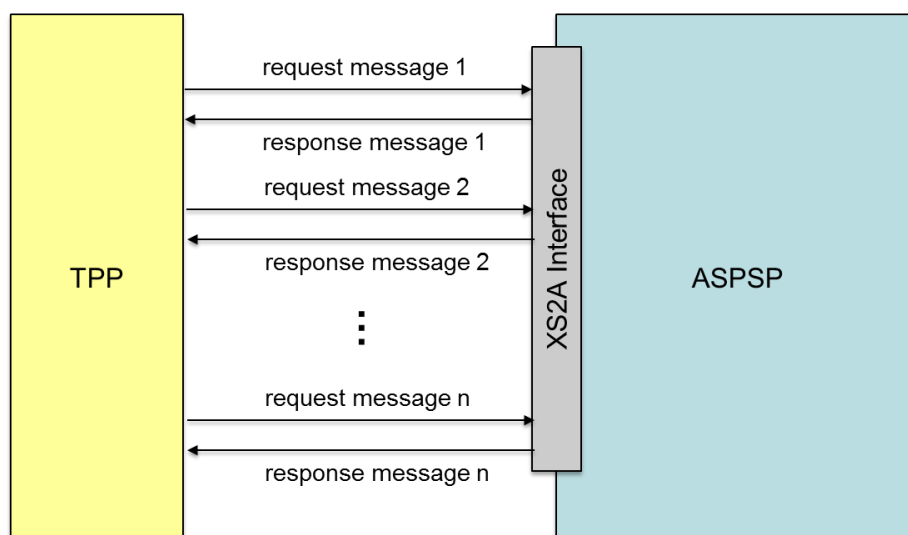 request message 1
response message 1
request message 2
response message 2
TPP
XS2A Interface
ASPSP
⋮
request message n
response message n